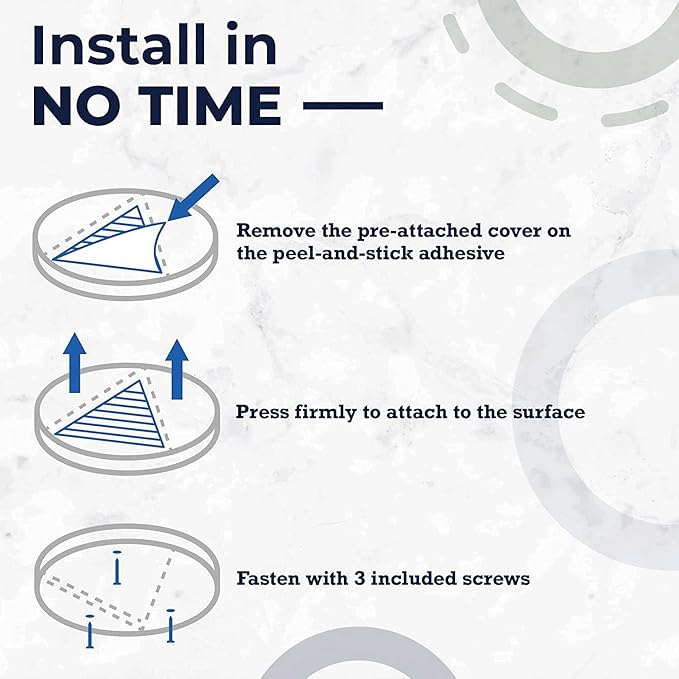 Install in
NO TIME
Remove the pre-attached cover on
the peel-and-stick adhesive
Press firmly to attach to the surface
Fasten with 3 included screws